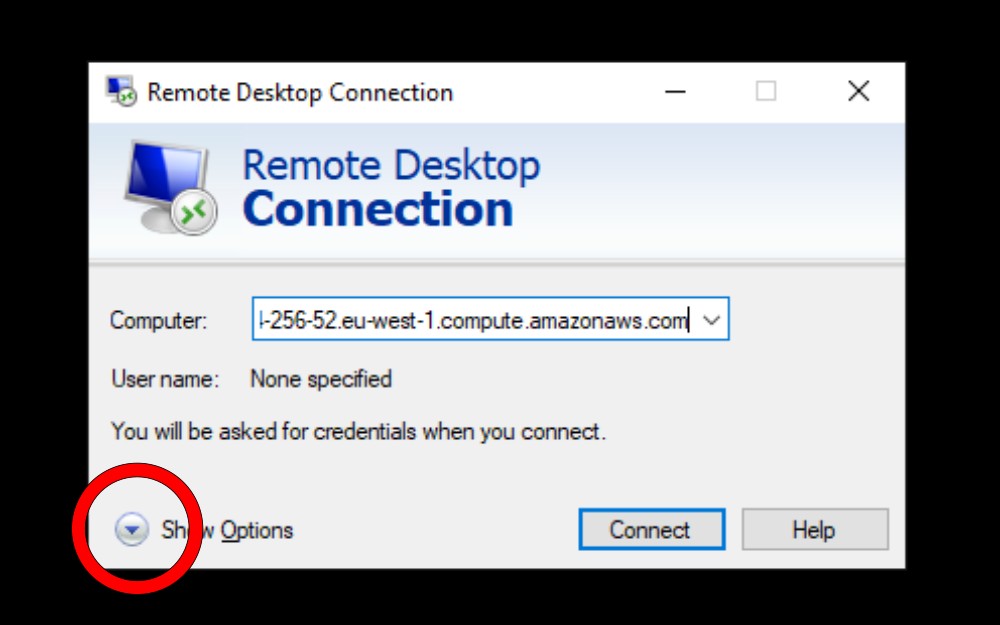 Remote Desktop Connection
Remote Desktop
Connection
Computer: -256-52.eu-west-1.compute.amazonaws.com
User name: None specified
You will be asked for credentials when you connect.
Show Options Connect Help